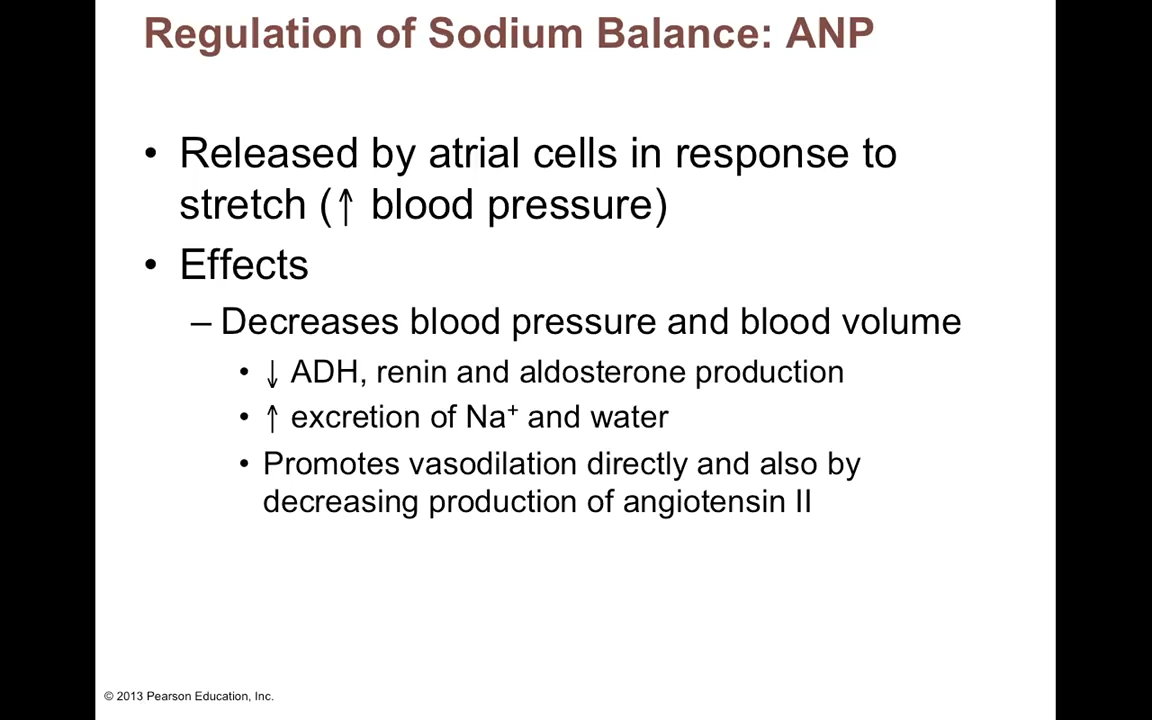 Regulation of Sodium Balance: ANP
• Released by atrial cells in response to
stretch (↑ blood pressure)
• Effects
– Decreases blood pressure and blood volume
• ↓ ADH, renin and aldosterone production
• ↑ excretion of Na⁺ and water
• Promotes vasodilation directly and also by
decreasing production of angiotensin II
© 2013 Pearson Education, Inc.